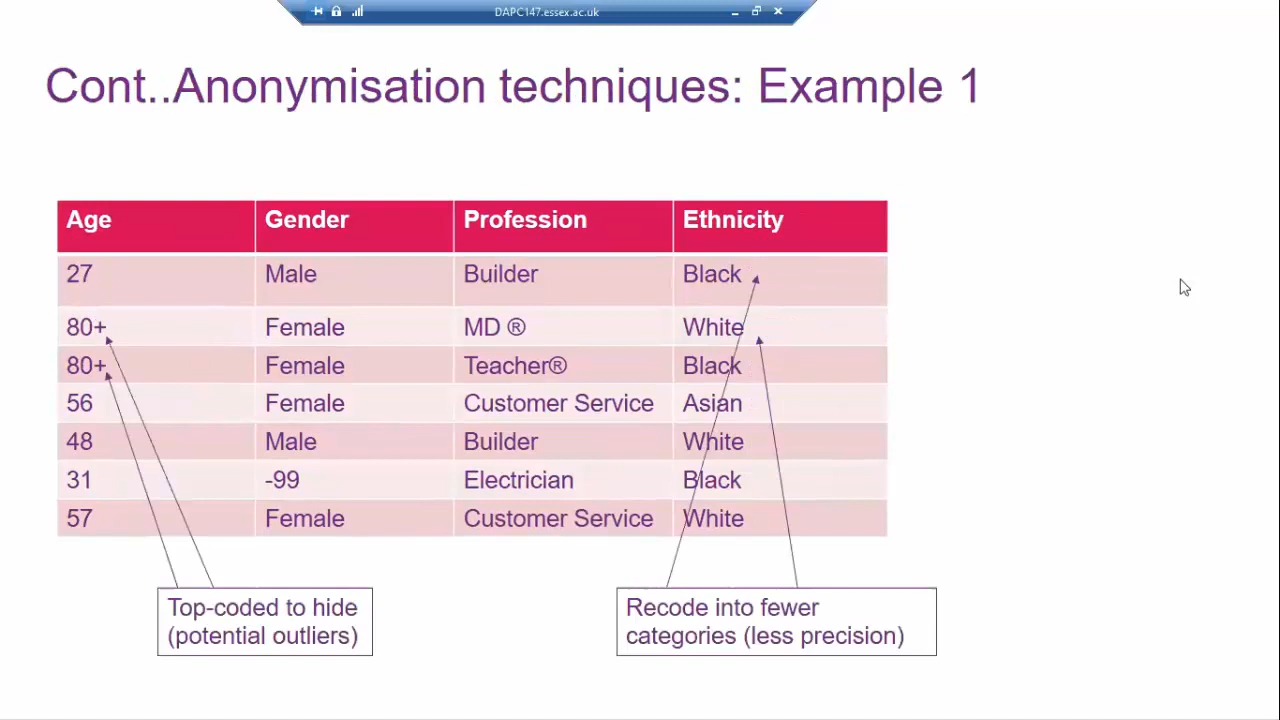 DAPC147.essex.ac.uk
Cont..Anonymisation techniques: Example 1
Age Gender Profession Ethnicity
27 Male Builder Black
80+ Female MD ® White
80+ Female Teacher® Black
56 Female Customer Service Asian
48 Male Builder White
31 -99 Electrician Black
57 Female Customer Service White
Top-coded to hide
(potential outliers)
Recode into fewer
categories (less precision)